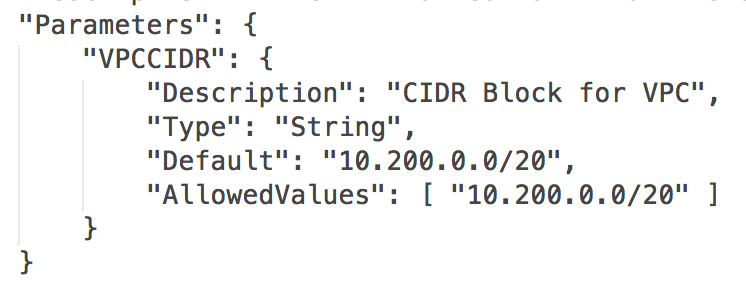 "Parameters": {
"VPCCIDR": {
"Description": "CIDR Block for VPC",
"Type": "String",
"Default": "10.200.0.0/20",
"AllowedValues": [ "10.200.0.0/20" ]
}
}